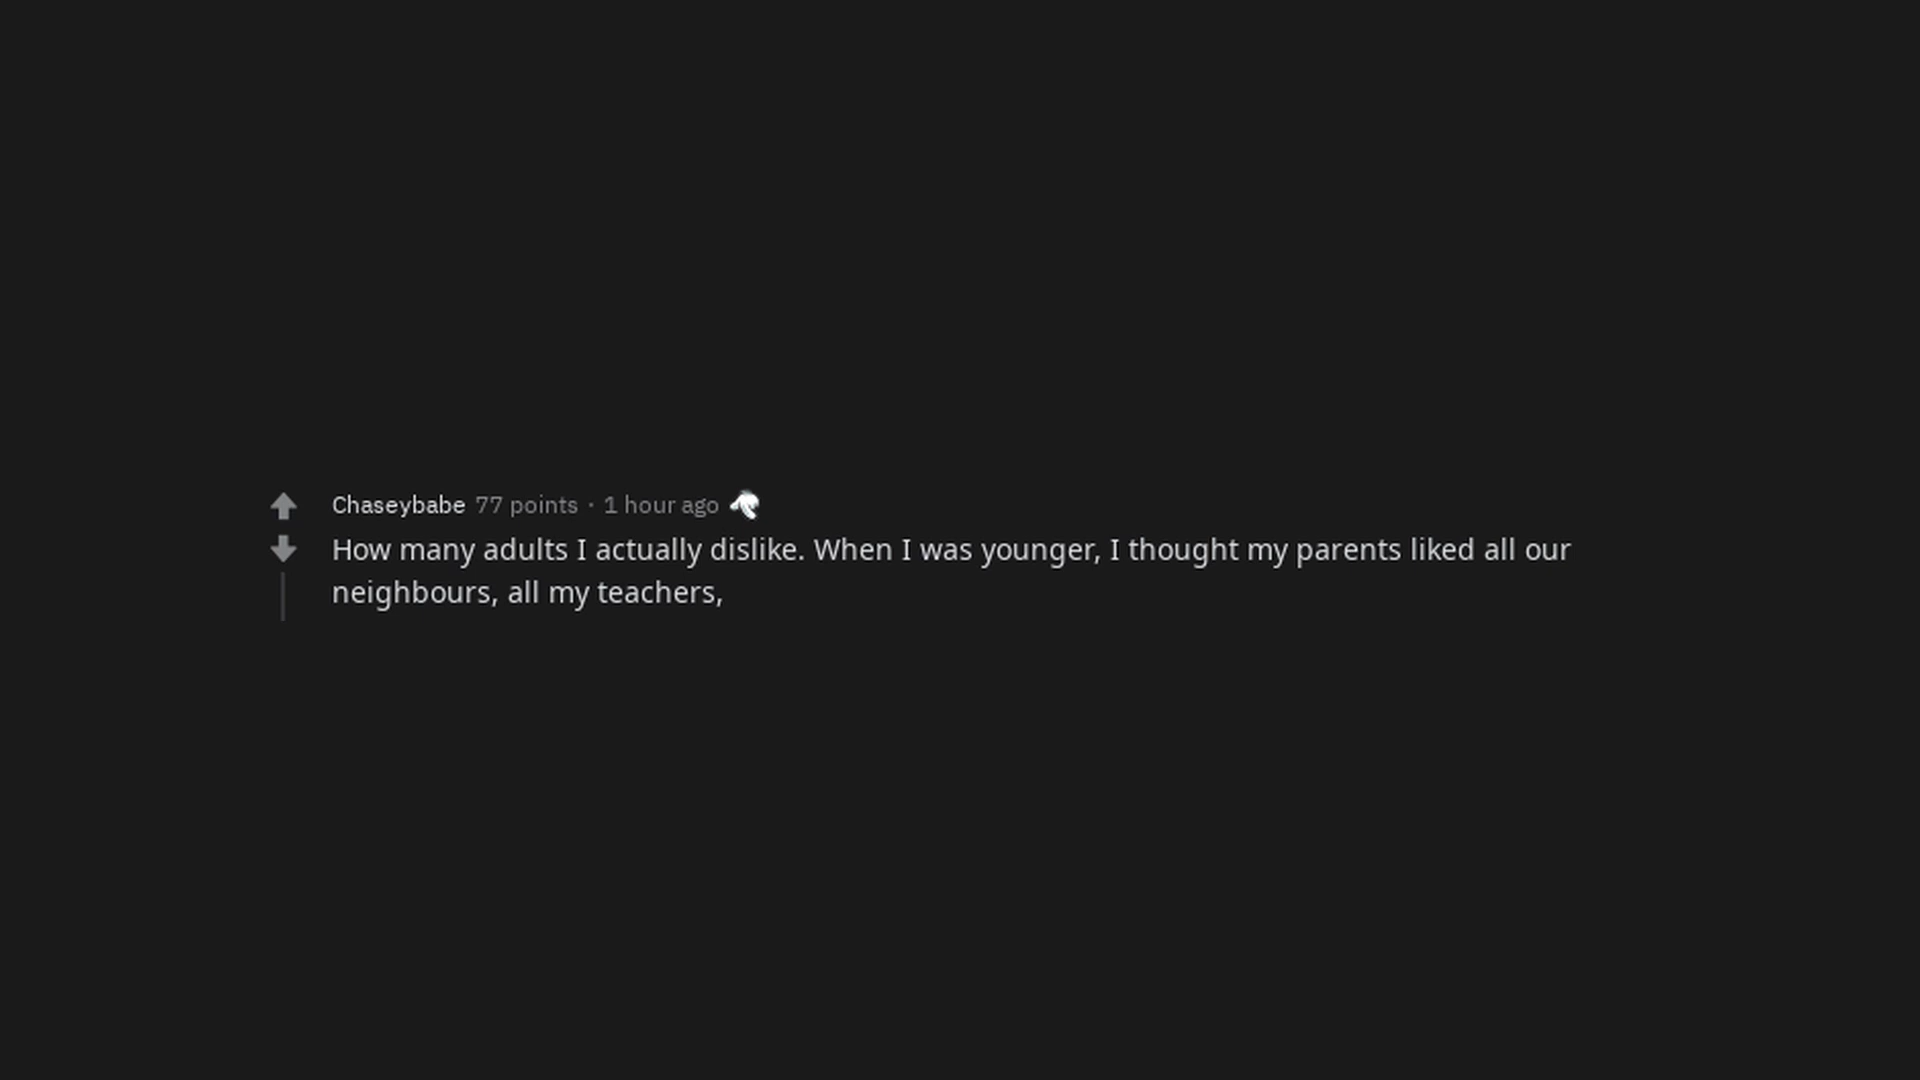 Chaseybabe 77 points · 1 hour ago
How many adults I actually dislike. When I was younger, I thought my parents liked all our
neighbours, all my teachers,